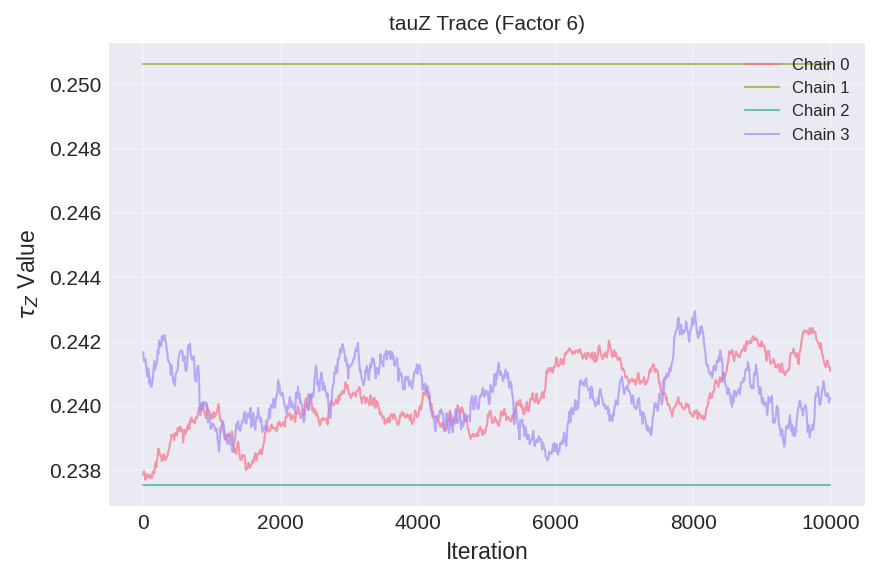 tauZ Trace (Factor 6)
0.250
0.248
0.246
0.244
0.242
0.240
0.238
τZ Value
Chain 0
Chain 1
Chain 2
Chain 3
0 2000 4000 6000 8000 10000
Iteration